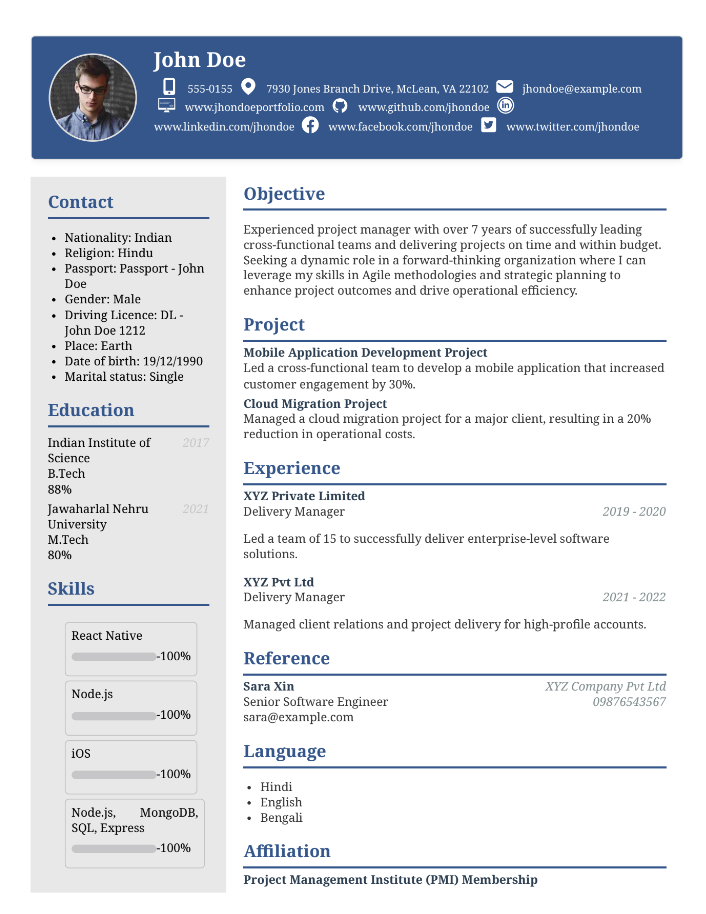 John Doe
555-0155 7930 Jones Branch Drive, McLean, VA 22102 jhondoe@example.com
www.jhondoeportfolio.com www.github.com/jhondoe
www.linkedin.com/jhondoe www.facebook.com/jhondoe www.twitter.com/jhondoe
Contact
• Nationality: Indian
• Religion: Hindu
• Passport: Passport - John
Doe
• Gender: Male
• Driving Licence: DL -
John Doe 1212
• Place: Earth
• Date of birth: 19/12/1990
• Marital status: Single
Education
Indian Institute of 2017
Science
B.Tech
88%
Jawaharlal Nehru 2021
University
M.Tech
80%
Skills
React Native
-100%
Node.js
-100%
iOS
-100%
Node.js, MongoDB,
SQL, Express
-100%
Objective
Experienced project manager with over 7 years of successfully leading
cross-functional teams and delivering projects on time and within budget.
Seeking a dynamic role in a forward-thinking organization where I can
leverage my skills in Agile methodologies and strategic planning to
enhance project outcomes and drive operational efficiency.
Project
Mobile Application Development Project
Led a cross-functional team to develop a mobile application that increased
customer engagement by 30%.
Cloud Migration Project
Managed a cloud migration project for a major client, resulting in a 20%
reduction in operational costs.
Experience
XYZ Private Limited
Delivery Manager 2019 - 2020
Led a team of 15 to successfully deliver enterprise-level software
solutions.
XYZ Pvt Ltd
Delivery Manager 2021 - 2022
Managed client relations and project delivery for high-profile accounts.
Reference
Sara Xin XYZ Company Pvt Ltd
Senior Software Engineer 09876543567
sara@example.com
Language
• Hindi
• English
• Bengali
Affiliation
Project Management Institute (PMI) Membership